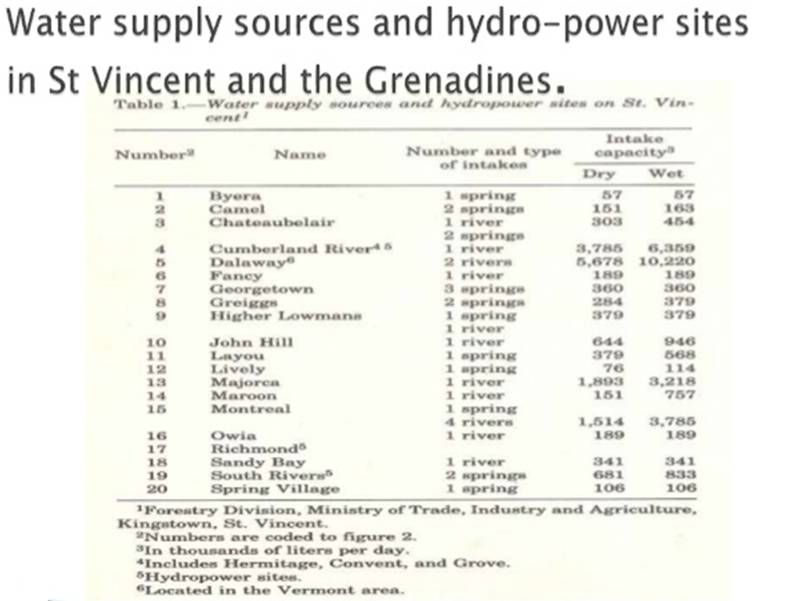 Water supply sources and hydro-power sites
in St Vincent and the Grenadines.
Table 1.—Water supply sources and hydropower sites on St. Vin-
cent¹
Intake
Number² Name Number and type capacity³
of intakes
Dry Wet
1 Byera 1 spring 57 57
2 Camel 2 springs 151 163
3 Chateaubelair 1 river 303 454
2 springs
4 Cumberland River⁴ ⁵ 1 river 3,785 6,359
5 Dalaway⁶ 2 rivers 5,678 10,220
6 Fancy 1 river 189 189
7 Georgetown 3 springs 360 360
8 Greiggs 2 springs 284 379
9 Higher Lowmans 1 spring 379 379
1 river
10 John Hill 1 river 644 946
11 Layou 1 spring 379 568
12 Lively 1 spring 76 114
13 Majorca 1 river 1,893 3,218
14 Maroon 1 river 151 757
15 Montreal 1 spring
4 rivers 1,514 3,785
16 Owia 1 river 189 189
17 Richmond⁵
18 Sandy Bay 1 river 341 341
19 South Rivers⁵ 2 springs 681 833
20 Spring Village 1 spring 106 106
¹Forestry Division, Ministry of Trade, Industry and Agriculture,
Kingstown, St. Vincent.
²Numbers are coded to figure 2.
³In thousands of liters per day.
⁴Includes Hermitage, Convent, and Grove.
⁵Hydropower sites.
⁶Located in the Vermont area.